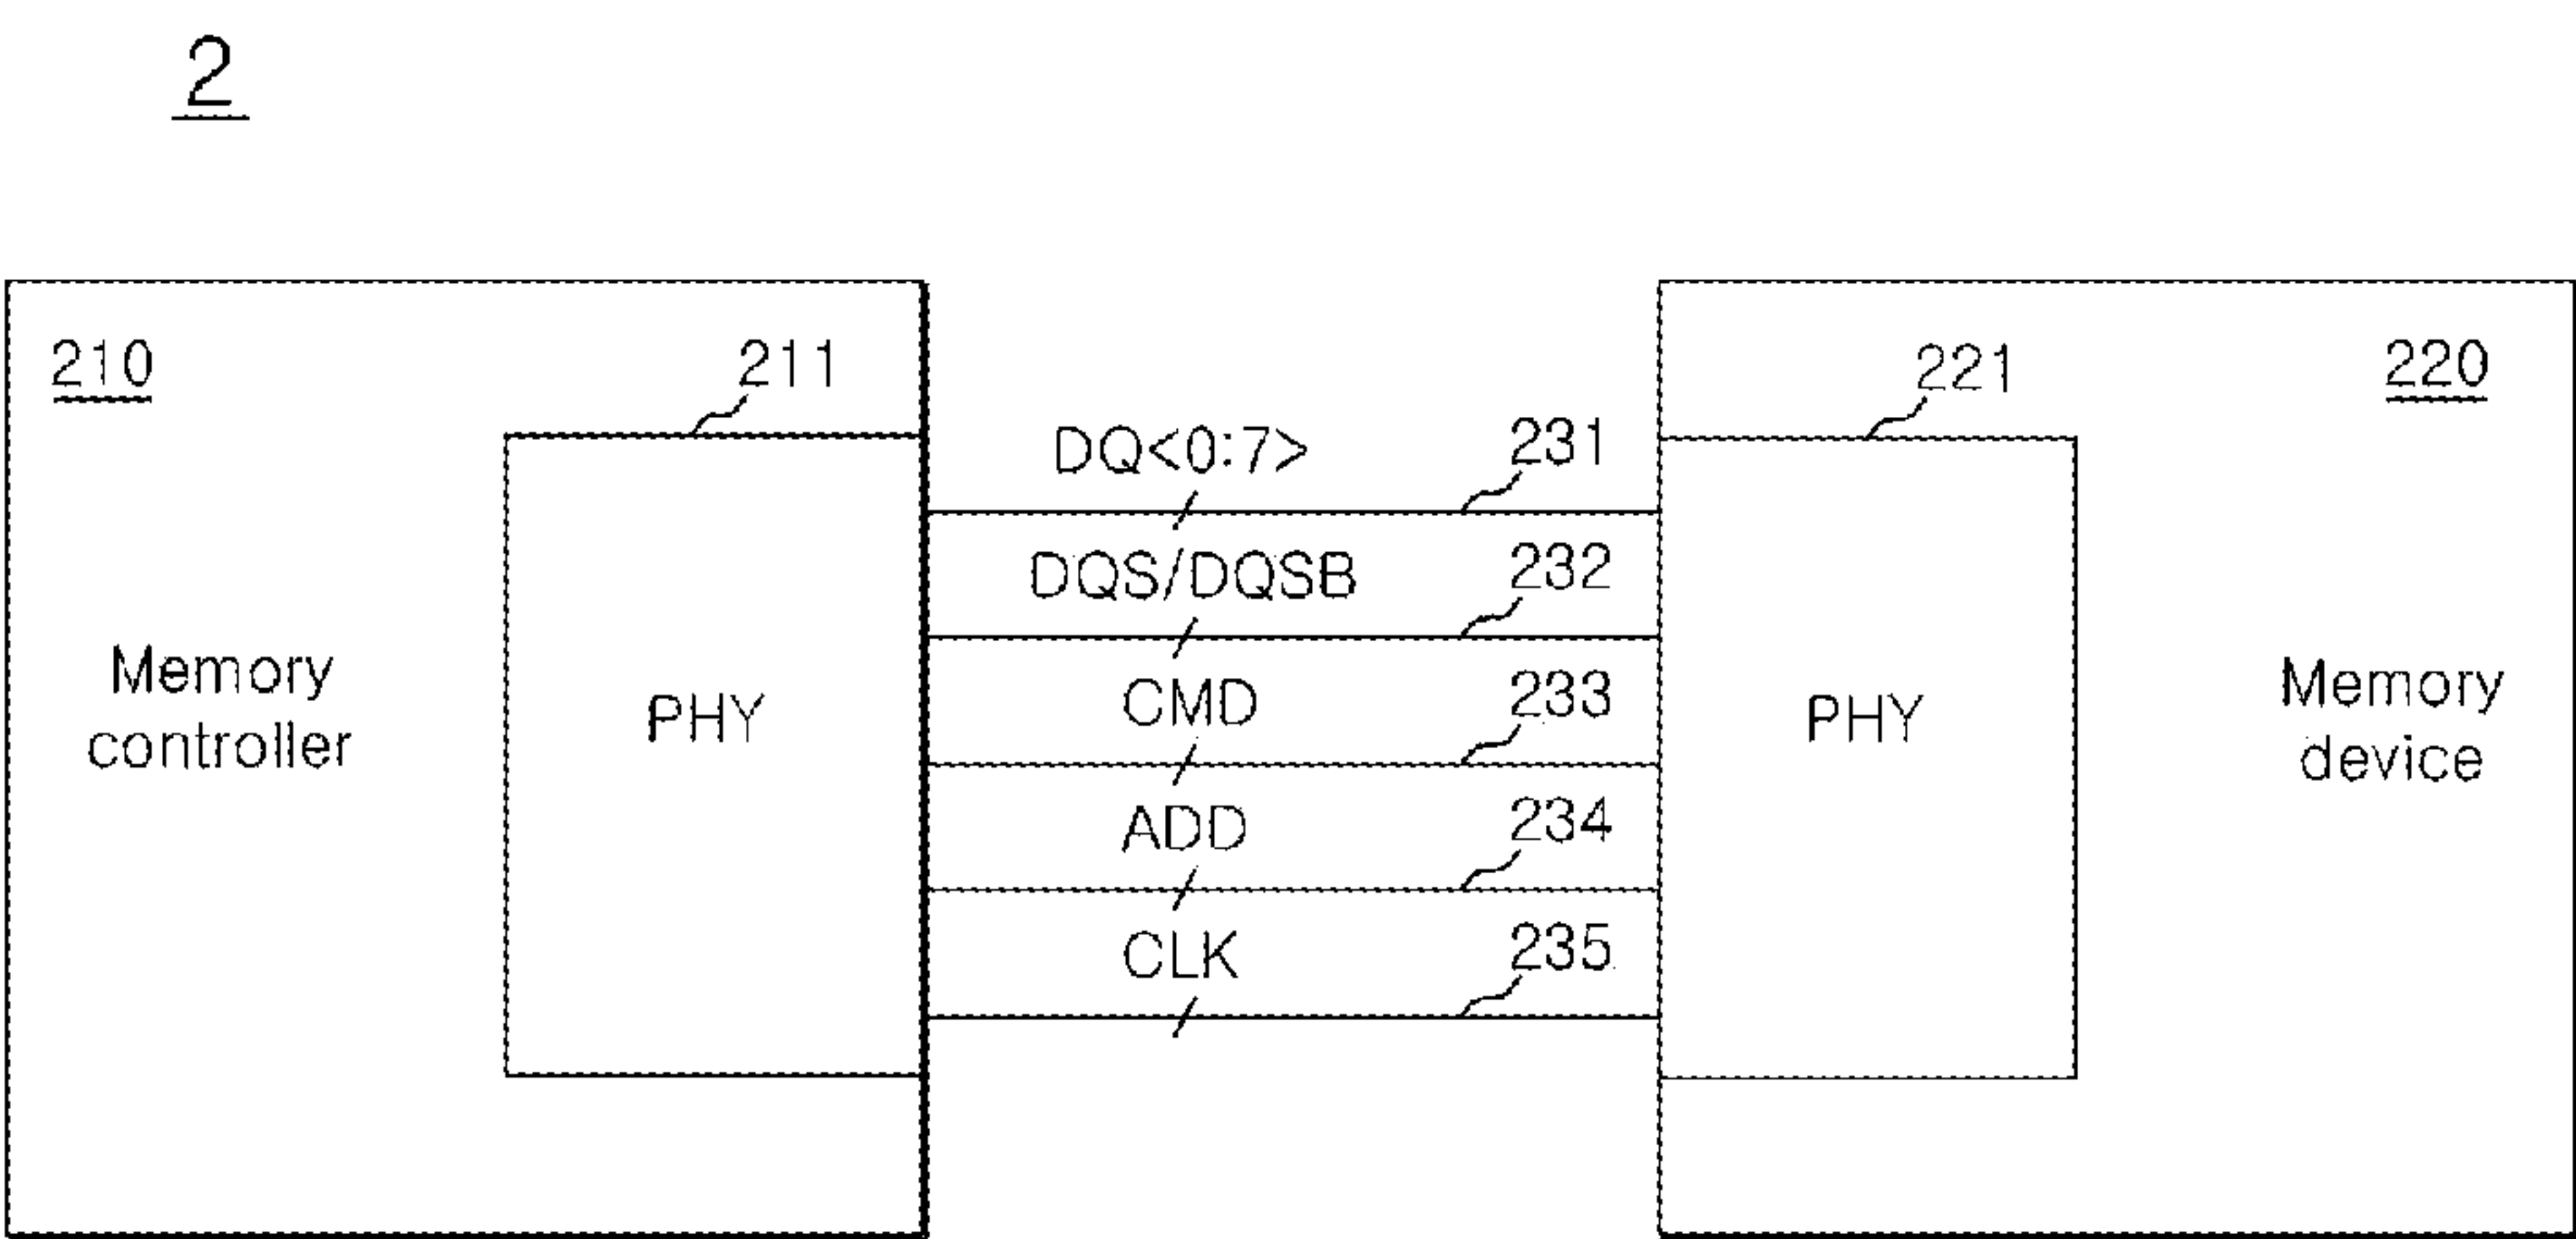 2
210
211
221
220
DQ<0:7>
231
DQS/DQSB
232
Memory
controller
PHY
CMD
233
PHY
Memory
device
ADD
234
CLK
235